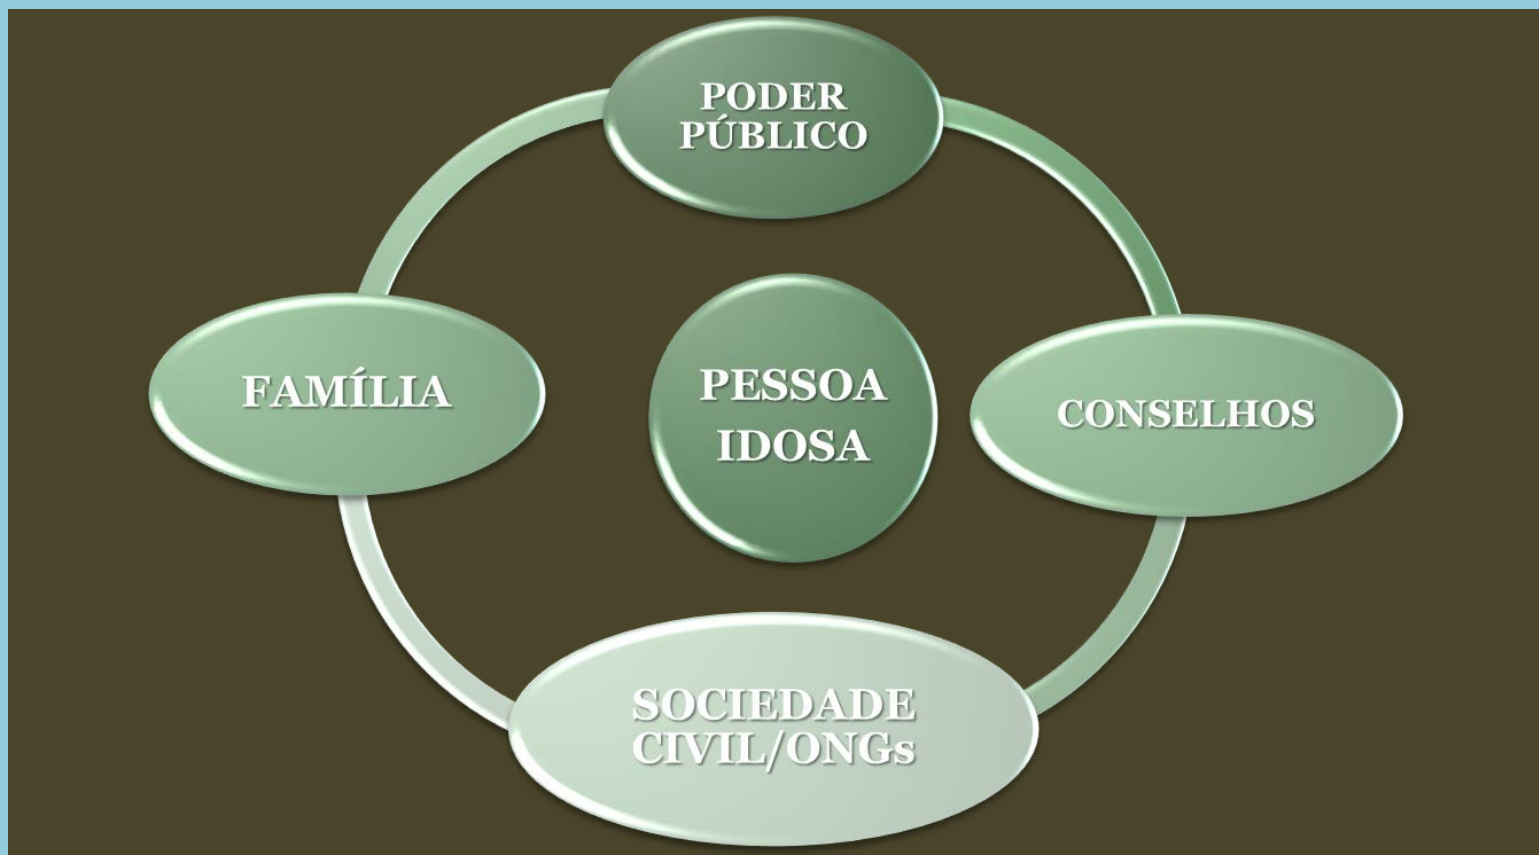 PODER
PÚBLICO
FAMÍLIA
PESSOA
IDOSA
CONSELHOS
SOCIEDADE
CIVIL/ONGs